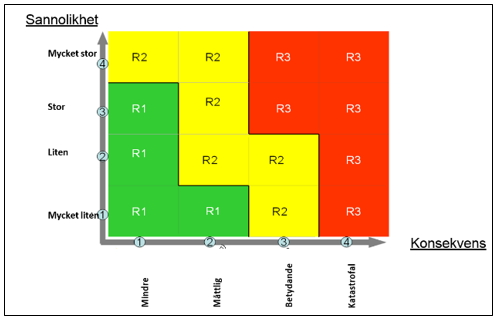 Sannolikhet
Mycket stor
4
R2
R2
R3
R3
Stor
3
R1
R2
R3
R3
Liten
2
R1
R2
R2
R3
Mycket liten
1
R1
R1
R2
R3
1
2
3
4
Konsekvens
Mindre
Måttlig
Betydande
Katastrofal